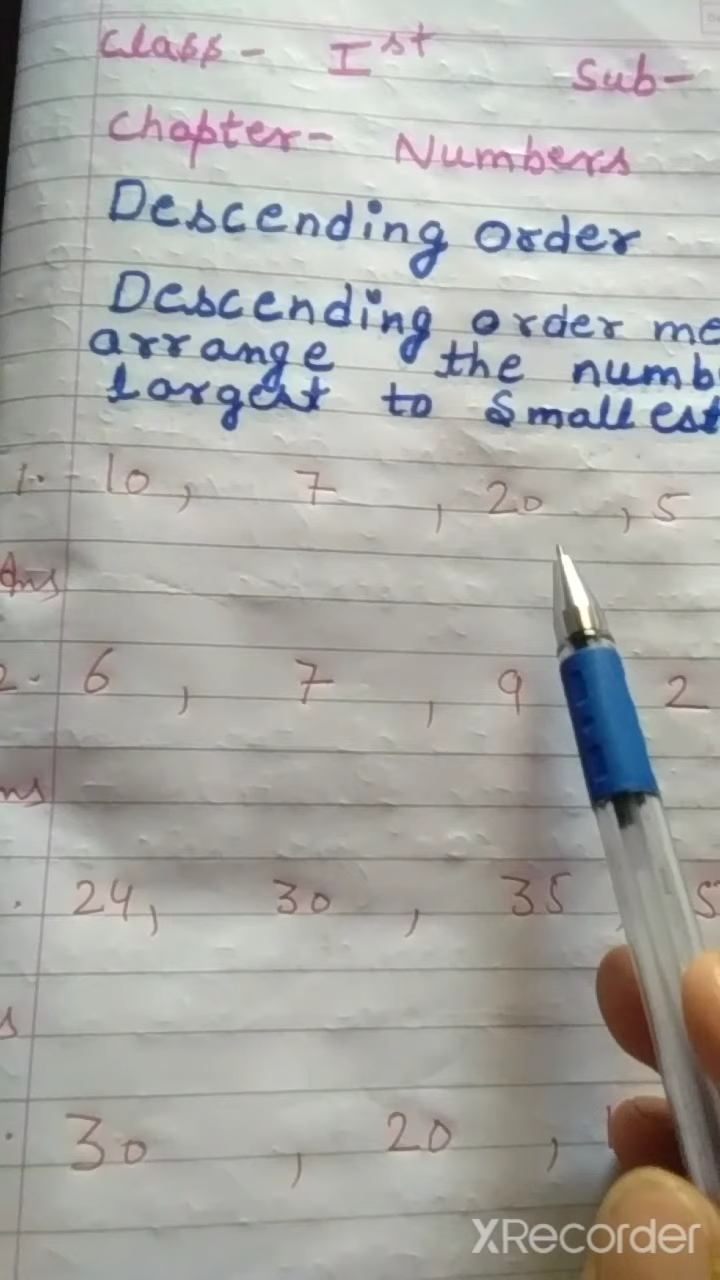 Class- Ist Sub-
Chapter- Numbers
Descending order
Descending order me
arrange the numb
largest to smallest
1. 10, 7, 20, 5
Ans
2. 6, 7, 9 2
ns
. 24, 30, 35
s
. 30, 20,
XRecorder